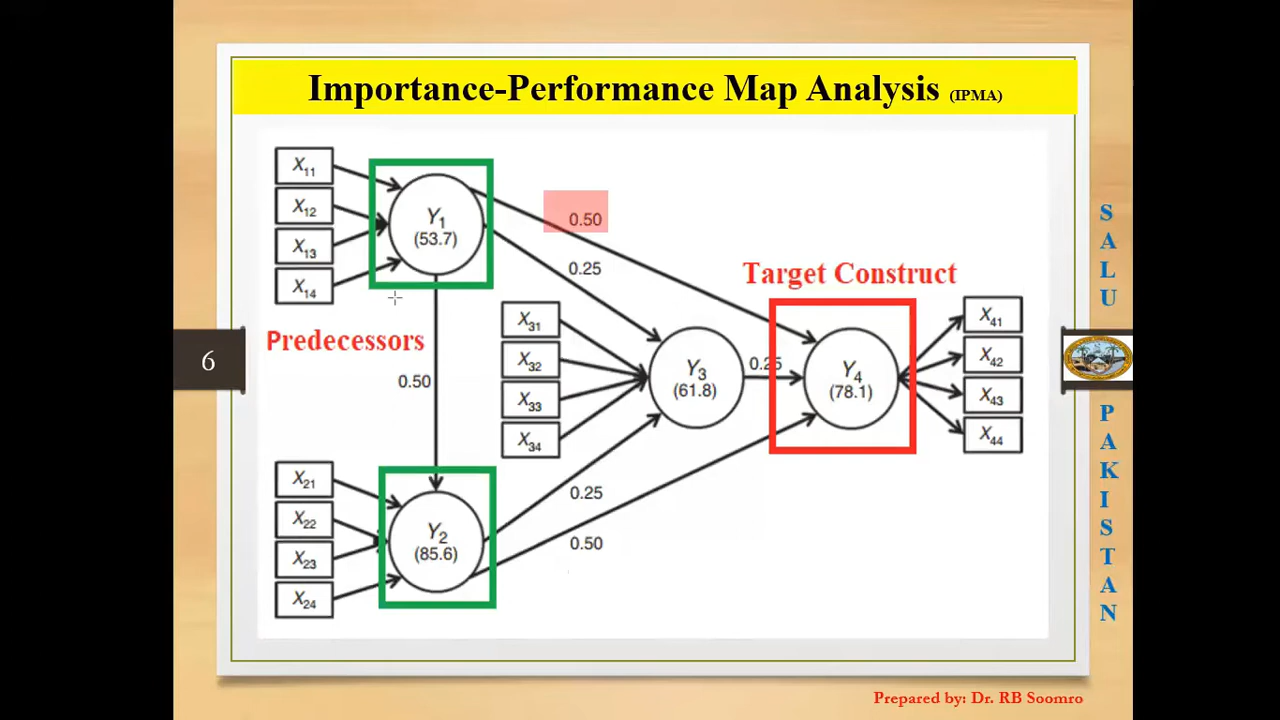 Importance-Performance Map Analysis (IPMA)
X11
X12
X13
X14
Y1
(53.7)
0.50
0.25
Target Construct
Predecessors
0.50
X31
X32
X33
X34
Y3
(61.8)
0.25
Y4
(78.1)
X41
X42
X43
X44
X21
X22
X23
X24
Y2
(85.6)
0.25
0.50
6
SALU
PAKISTAN
Prepared by: Dr. RB Soomro